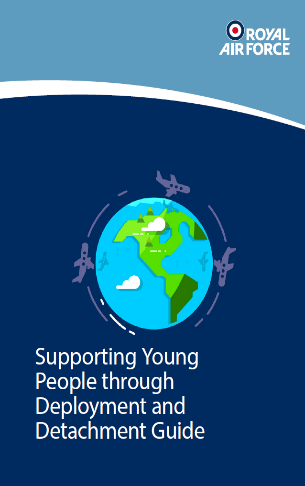 ROYAL
AIR FORCE
Supporting Young
People through
Deployment and
Detachment Guide